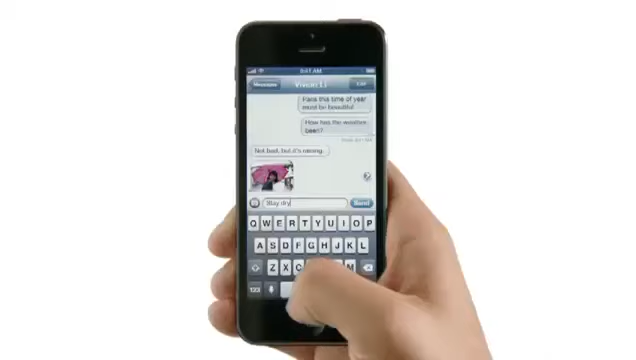 9:41 AM
Messages
Edit
Paris this time of year
must be beautiful.
How has the weather
been?
Not bad, but it's raining.
Stay dry
Send
Q W E R T Y U I O P
A S D F G H J K L
Z X C M
123